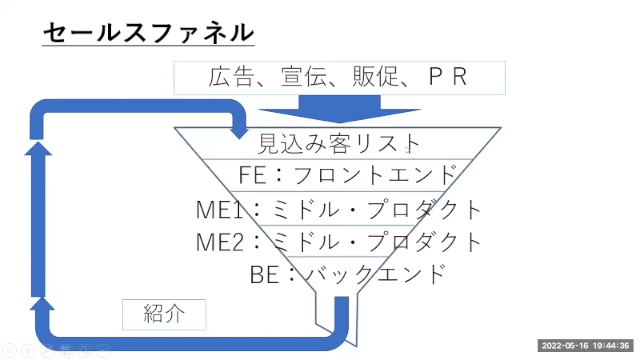 セールスファネル
広告、宣伝、販促、ＰＲ
見込み客リスト
FE：フロントエンド
ME1：ミドル・プロダクト
ME2：ミドル・プロダクト
BE：バックエンド
紹介
2022-05-16 19:44:36